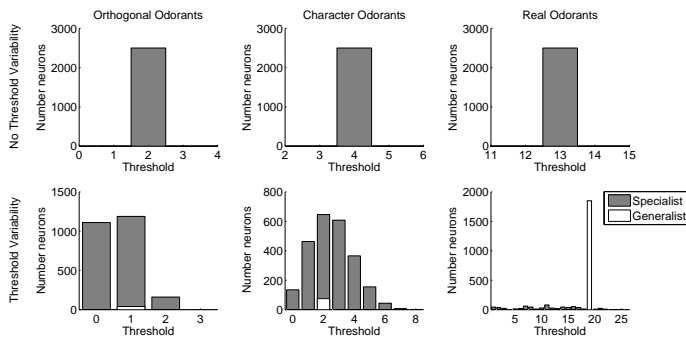 Orthogonal Odorants
Character Odorants
Real Odorants
No Threshold Variability
Number neurons
3000
2000
1000
0
0 1 2 3 4
Threshold
Number neurons
3000
2000
1000
0
2 3 4 5 6
Threshold
Number neurons
3000
2000
1000
0
11 12 13 14 15
Threshold
Threshold Variability
Number neurons
1500
1000
500
0
0 1 2 3
Threshold
Number neurons
800
600
400
200
0
0 2 4 6 8
Threshold
Number neurons
2000
1500
1000
500
0
5 10 15 20 25
Threshold
Specialist
Generalist